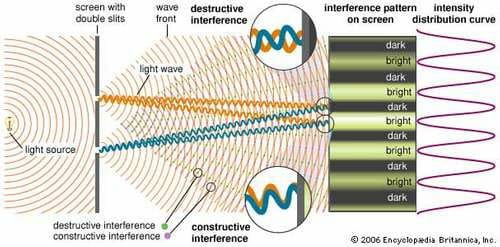 screen with
double slits
wave
front
destructive
interference
interference pattern
on screen
intensity
distribution curve
light wave
light source
dark
bright
dark
bright
dark
bright
dark
bright
dark
bright
dark
destructive interference
constructive interference
constructive
interference
© 2006 Encyclopædia Britannica, Inc.